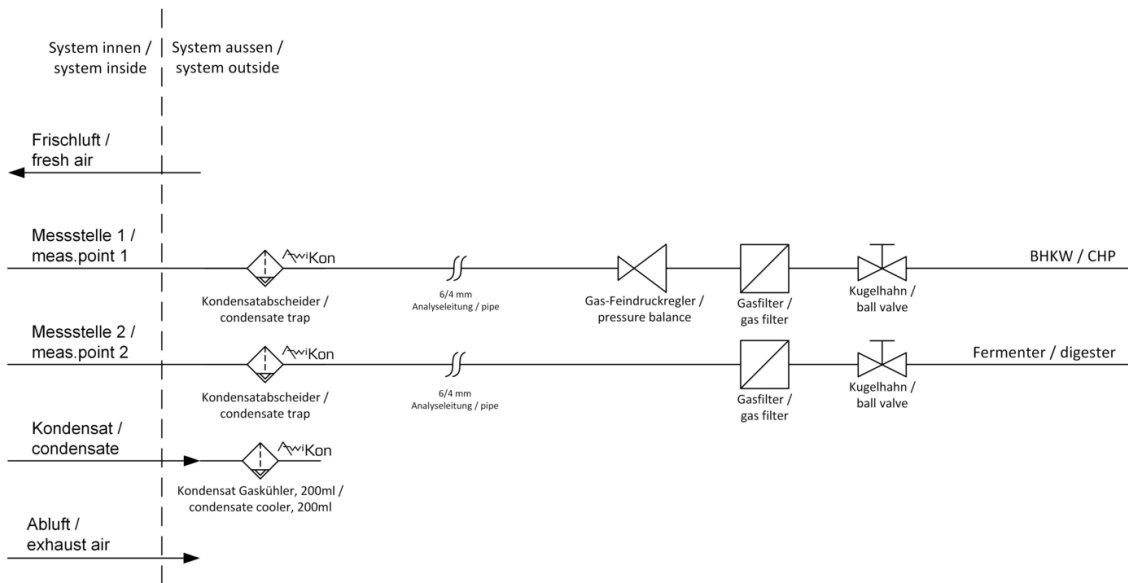 System innen /
system inside
System aussen /
system outside
Frischluft /
fresh air
Messstelle 1 /
meas.point 1
AwiKon
Kondensatabscheider /
condensate trap
6/4 mm
Analyseleitung / pipe
Gas-Feindruckregler /
pressure balance
Gasfilter /
gas filter
Kugelhahn /
ball valve
BHKW / CHP
Messstelle 2 /
meas.point 2
AwiKon
Kondensatabscheider /
condensate trap
6/4 mm
Analyseleitung / pipe
Gasfilter /
gas filter
Kugelhahn /
ball valve
Fermenter / digester
Kondensat /
condensate
AwiKon
Kondensat Gaskühler, 200ml /
condensate cooler, 200ml
Abluft /
exhaust air